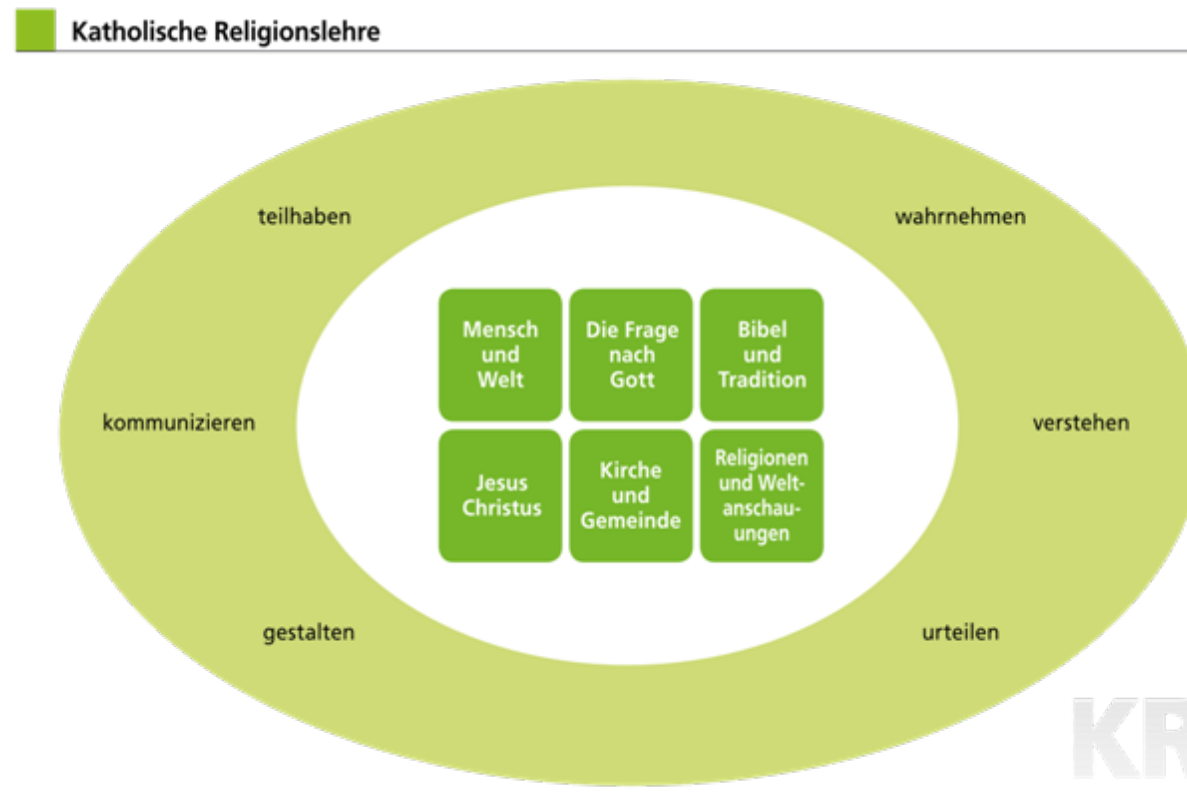 Katholische Religionslehre
teilhaben
wahrnehmen
Mensch
und
Welt
Die Frage
nach
Gott
Bibel
und
Tradition
kommunizieren
verstehen
Jesus
Christus
Kirche
und
Gemeinde
Religionen
und Welt-
anschau-
ungen
gestalten
urteilen
KR